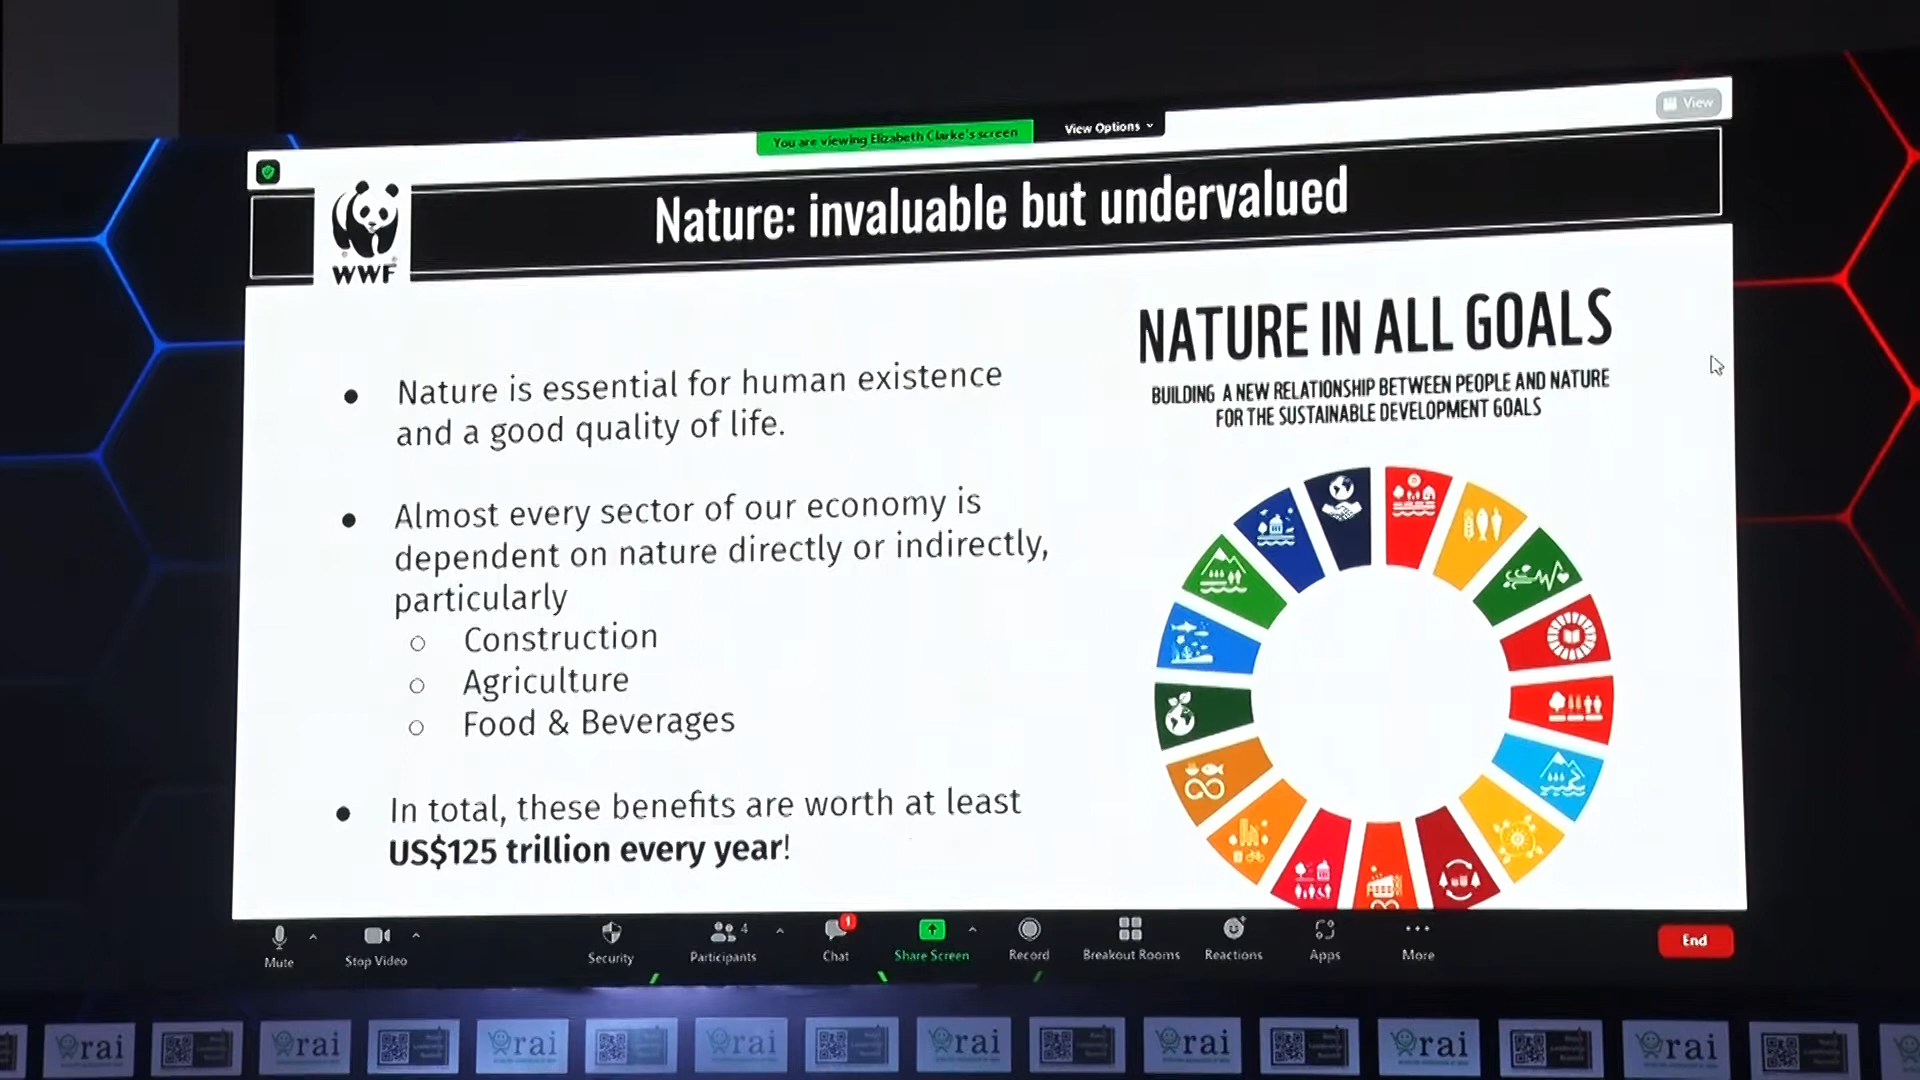 You are viewing Elizabeth Clarke's screen
View Options
View
WWF
Nature: invaluable but undervalued
NATURE IN ALL GOALS
BUILDING A NEW RELATIONSHIP BETWEEN PEOPLE AND NATURE
FOR THE SUSTAINABLE DEVELOPMENT GOALS
Nature is essential for human existence
and a good quality of life.
Almost every sector of our economy is
dependent on nature directly or indirectly,
particularly
Construction
Agriculture
Food & Beverages
In total, these benefits are worth at least
US$125 trillion every year!
Mute
Stop Video
Security
4
Participants
1
Chat
Share Screen
Record
Breakout Rooms
Reactions
Apps
More
End
rai
rai
rai
rai
rai
rai
rai
rai